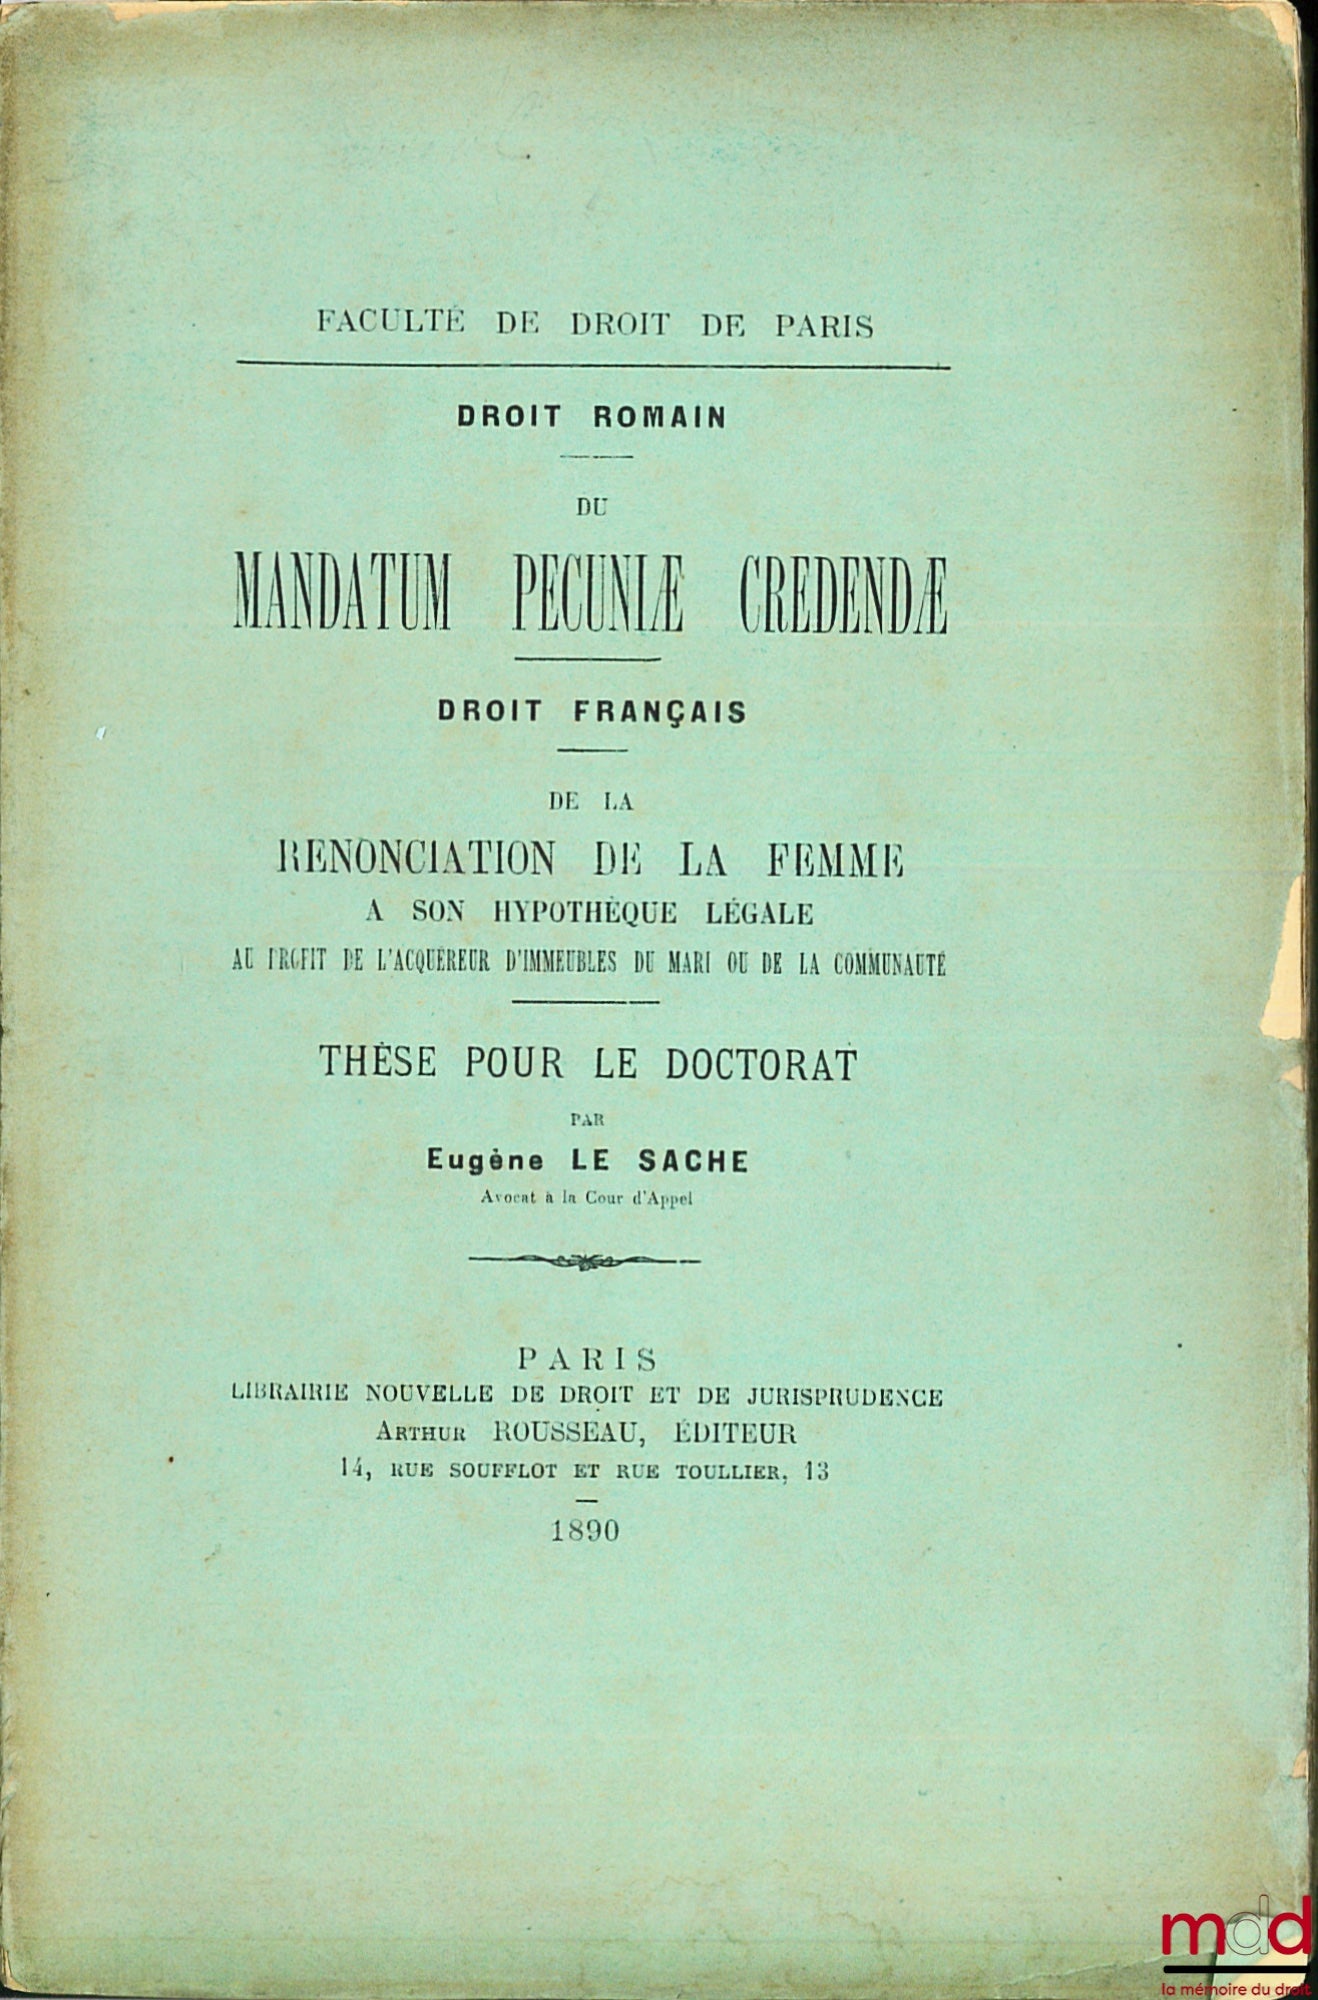 FACULTÉ DE DROIT DE PARIS
DROIT ROMAIN
DU
MANDATUM PECUNIÆ CREDENDÆ
DROIT FRANÇAIS
DE LA
RENONCIATION DE LA FEMME
A SON HYPOTHÈQUE LÉGALE
AU PROFIT DE L'ACQUÉREUR D'IMMEUBLES DU MARI OU DE LA COMMUNAUTÉ
THÈSE POUR LE DOCTORAT
PAR
Eugène LE SACHE
Avocat à la Cour d'Appel
PARIS
LIBRAIRIE NOUVELLE DE DROIT ET DE JURISPRUDENCE
ARTHUR ROUSSEAU, ÉDITEUR
14, RUE SOUFFLOT ET RUE TOULLIER, 13
1890
mdd
la mémoire du droit